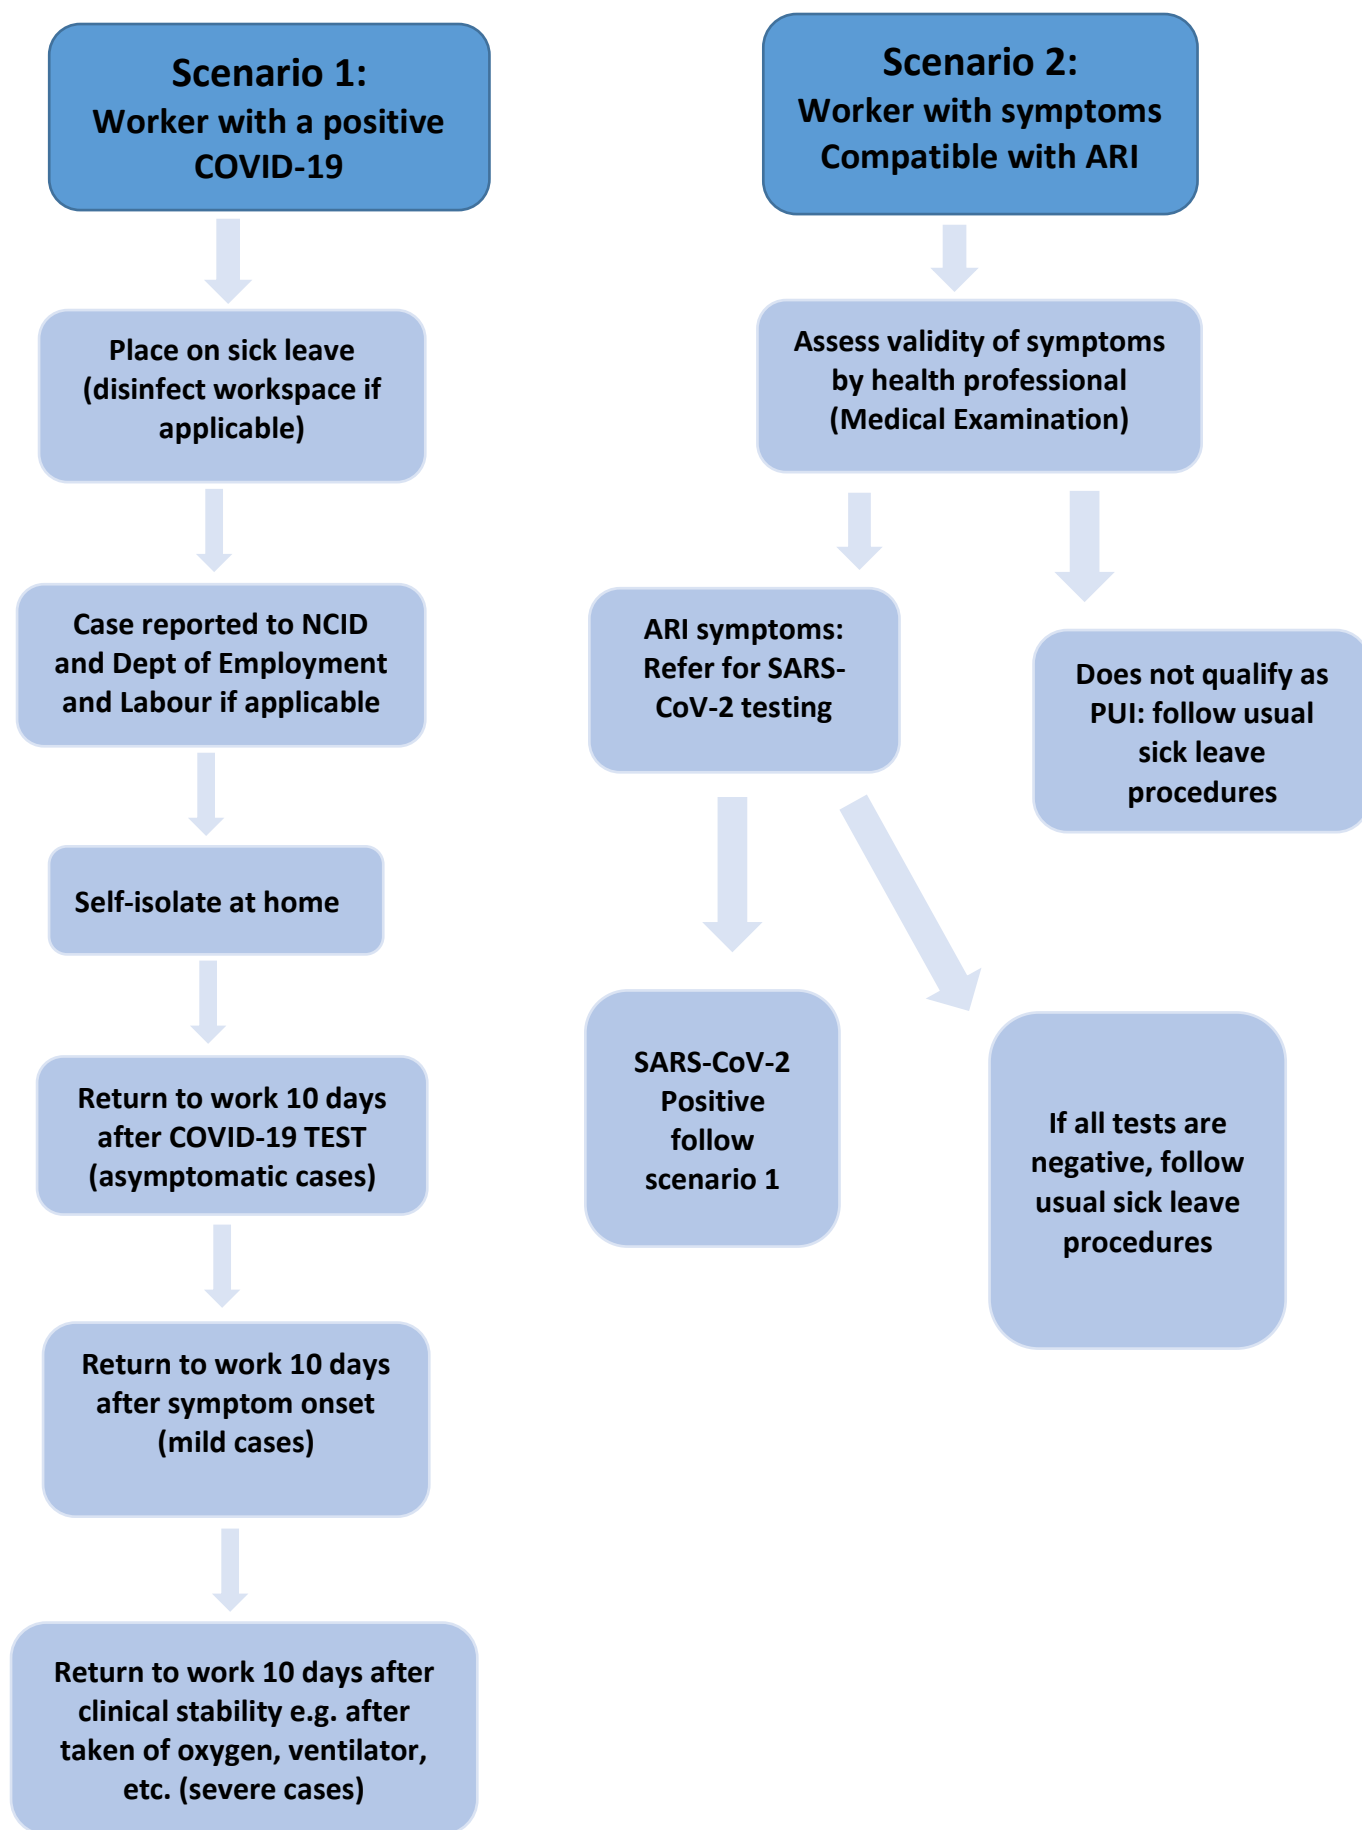 Scenario 1:
Worker with a positive
COVID-19
Place on sick leave
(disinfect workspace if
applicable)
Case reported to NCID
and Dept of Employment
and Labour if applicable
Self-isolate at home
Return to work 10 days
after COVID-19 TEST
(asymptomatic cases)
Return to work 10 days
after symptom onset
(mild cases)
Return to work 10 days after
clinical stability e.g. after
taken of oxygen, ventilator,
etc. (severe cases)
Scenario 2:
Worker with symptoms
Compatible with ARI
Assess validity of symptoms
by health professional
(Medical Examination)
ARI symptoms:
Refer for SARS-
CoV-2 testing
Does not qualify as
PUI: follow usual
sick leave
procedures
SARS-CoV-2
Positive
follow
scenario 1
If all tests are
negative, follow
usual sick leave
procedures